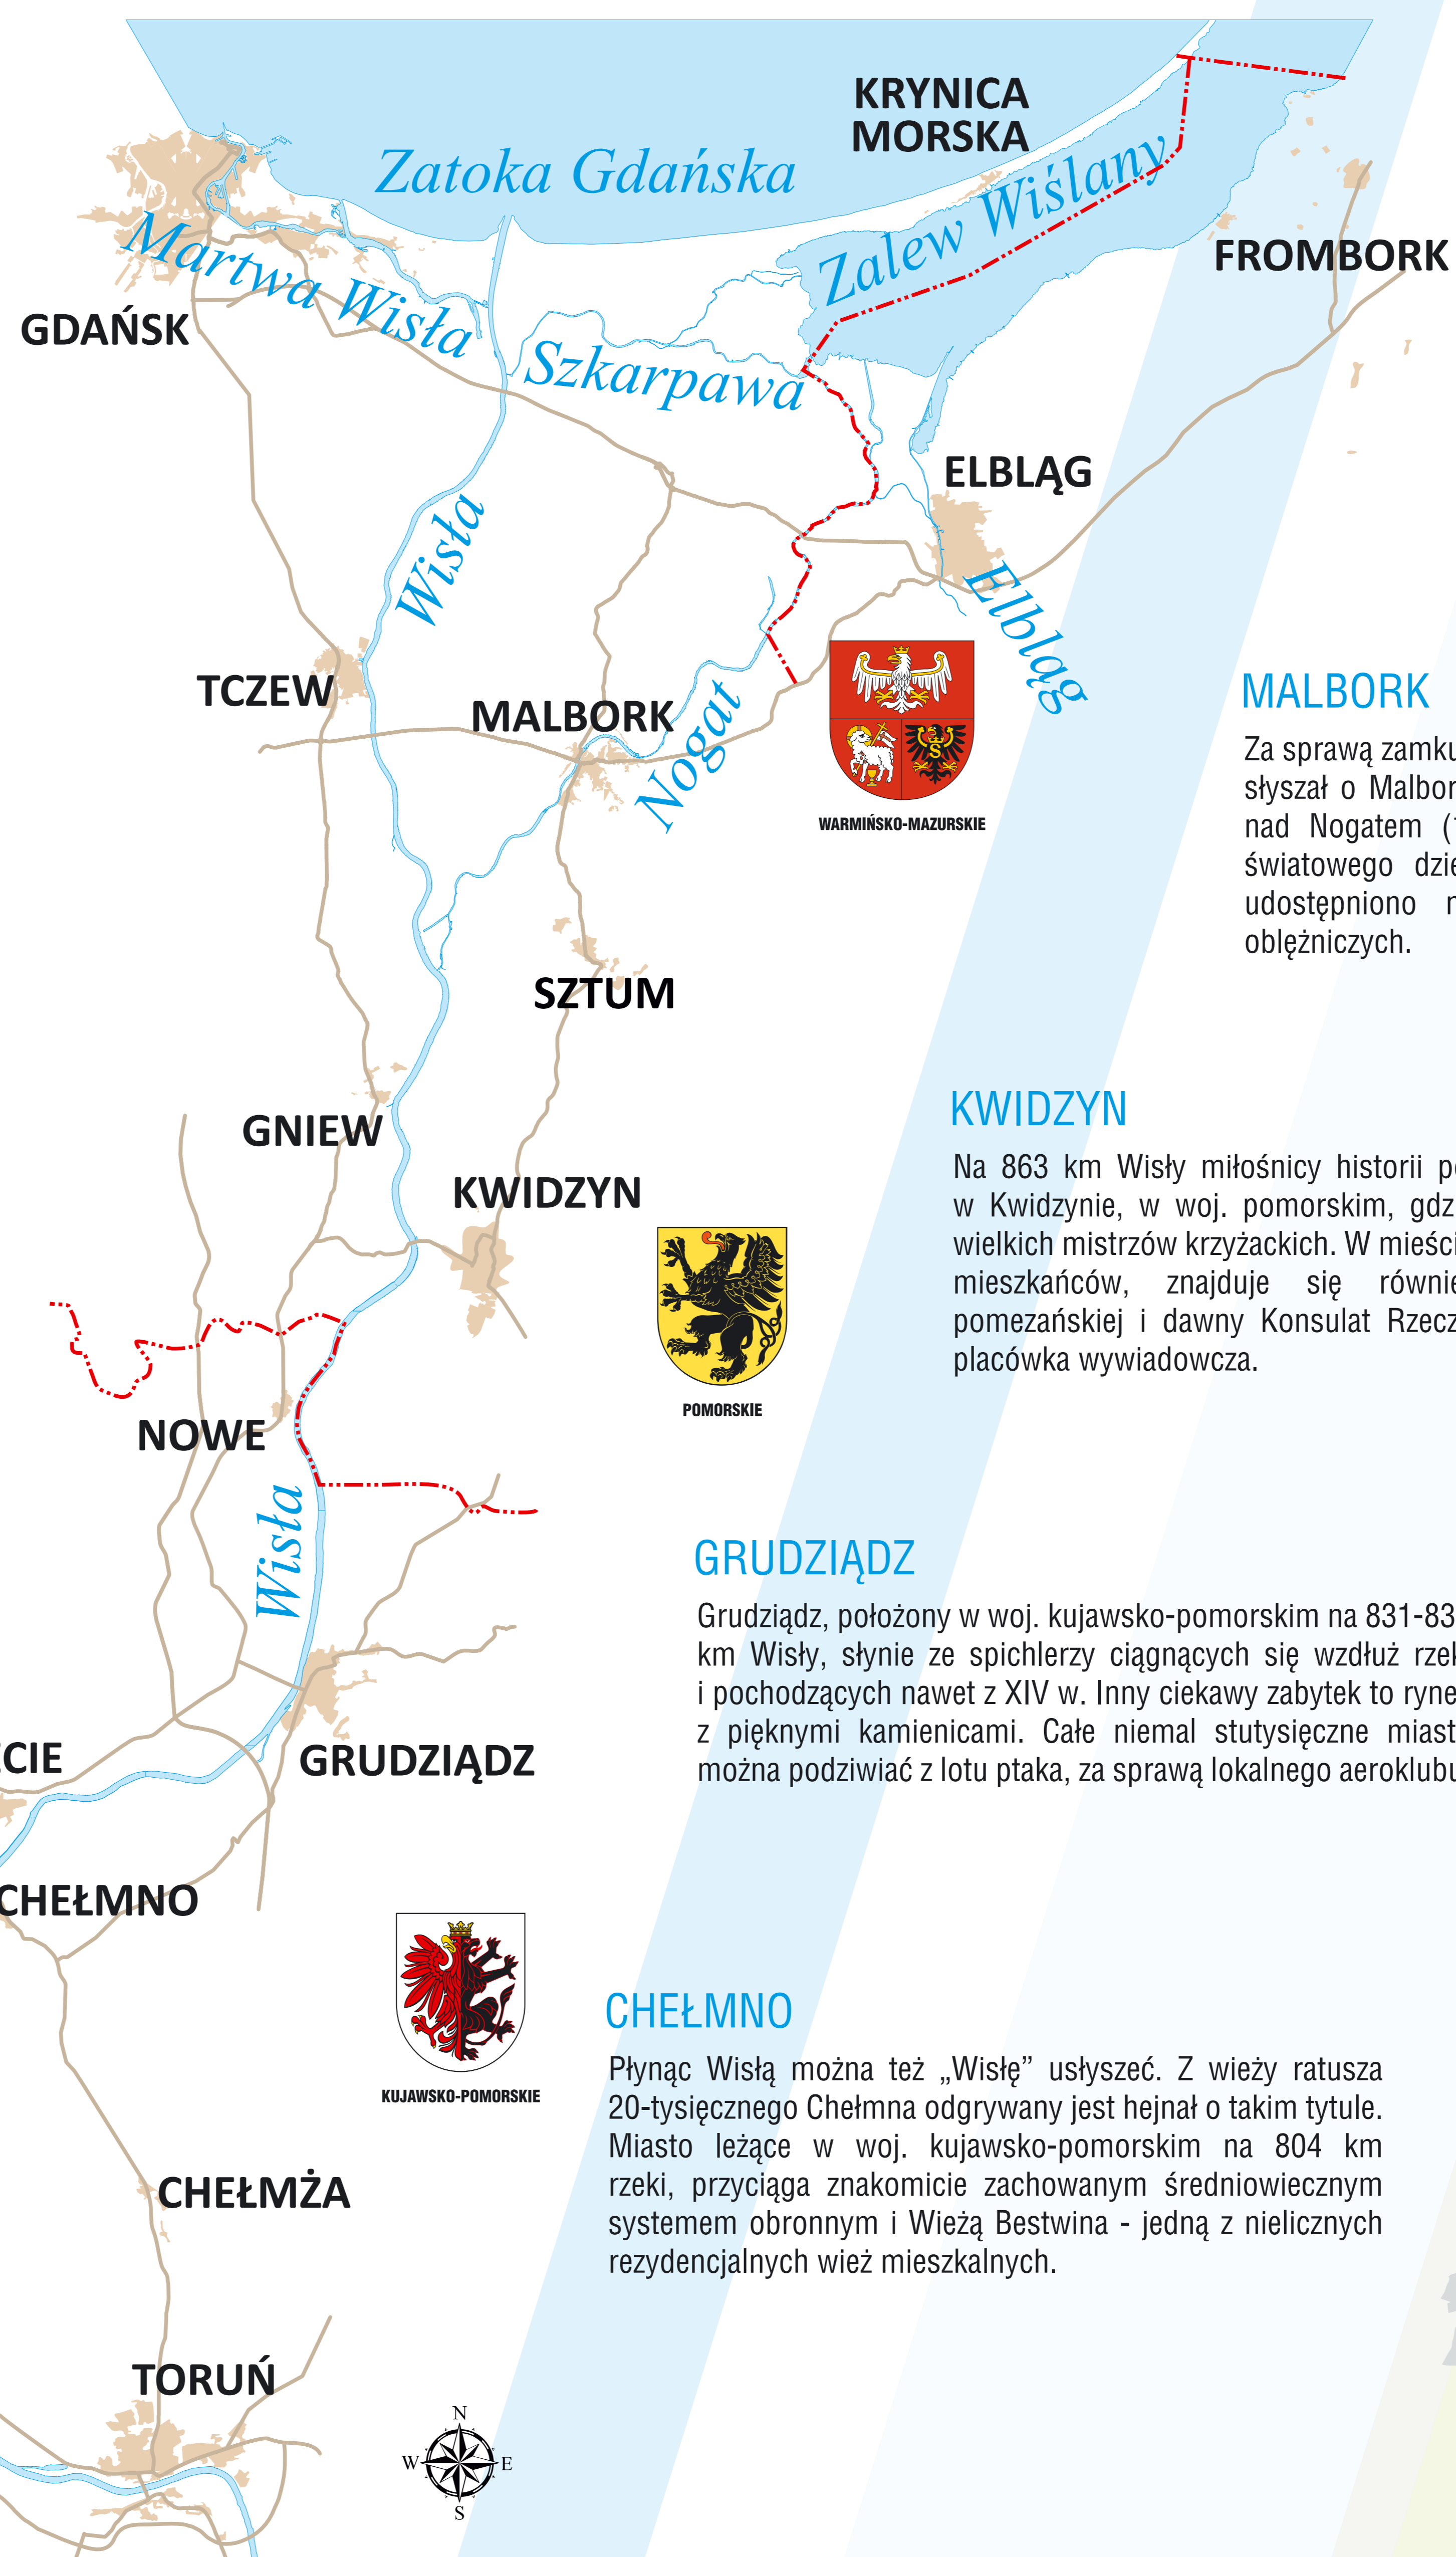 KRYNICA
MORSKA
Zatoka Gdańska
Zalew Wiślany
FROMBORK
Martwa Wisła
GDAŃSK
Szkarpawa
ELBLĄG
Wisła
Elbląg
TCZEW
MALBORK
Nogat
WARMIŃSKO-MAZURSKIE
MALBORK
Za sprawą zamku
słyszał o Malbor
nad Nogatem (
światowego dzie
udostępniono
oblężniczych.
SZTUM
GNIEW
KWIDZYN
KWIDZYN
Na 863 km Wisły miłośnicy historii po
w Kwidzynie, w woj. pomorskim, gdz
wielkich mistrzów krzyżackich. W mieści
mieszkańców, znajduje się równie
pomezańskiej i dawny Konsulat Rzecz
placówka wywiadowcza.
POMORSKIE
NOWE
Wisła
GRUDZIĄDZ
Grudziądz, położony w woj. kujawsko-pomorskim na 831-83
km Wisły, słynie ze spichlerzy ciągnących się wzdłuż rzek
i pochodzących nawet z XIV w. Inny ciekawy zabytek to ryne
z pięknymi kamienicami. Całe niemal stutysięczne miast
można podziwiać z lotu ptaka, za sprawą lokalnego aeroklubu
CIE
GRUDZIĄDZ
CHEŁMNO
KUJAWSKO-POMORSKIE
CHEŁMNO
Płynąc Wisłą można też „Wisłę” usłyszeć. Z wieży ratusza
20-tysięcznego Chełmna odgrywany jest hejnał o takim tytule.
Miasto leżące w woj. kujawsko-pomorskim na 804 km
rzeki, przyciąga znakomicie zachowanym średniowiecznym
systemem obronnym i Wieżą Bestwina - jedną z nielicznych
rezydencjalnych wież mieszkalnych.
CHEŁMŻA
TORUŃ
N
W E
S